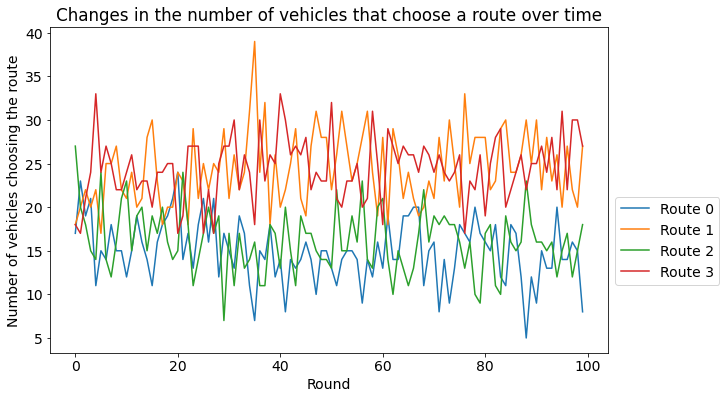 Changes in the number of vehicles that choose a route over time
Number of vehicles choosing the route
40
35
30
25
20
15
10
5
0
20
40
60
80
100
Round
Route 0
Route 1
Route 2
Route 3